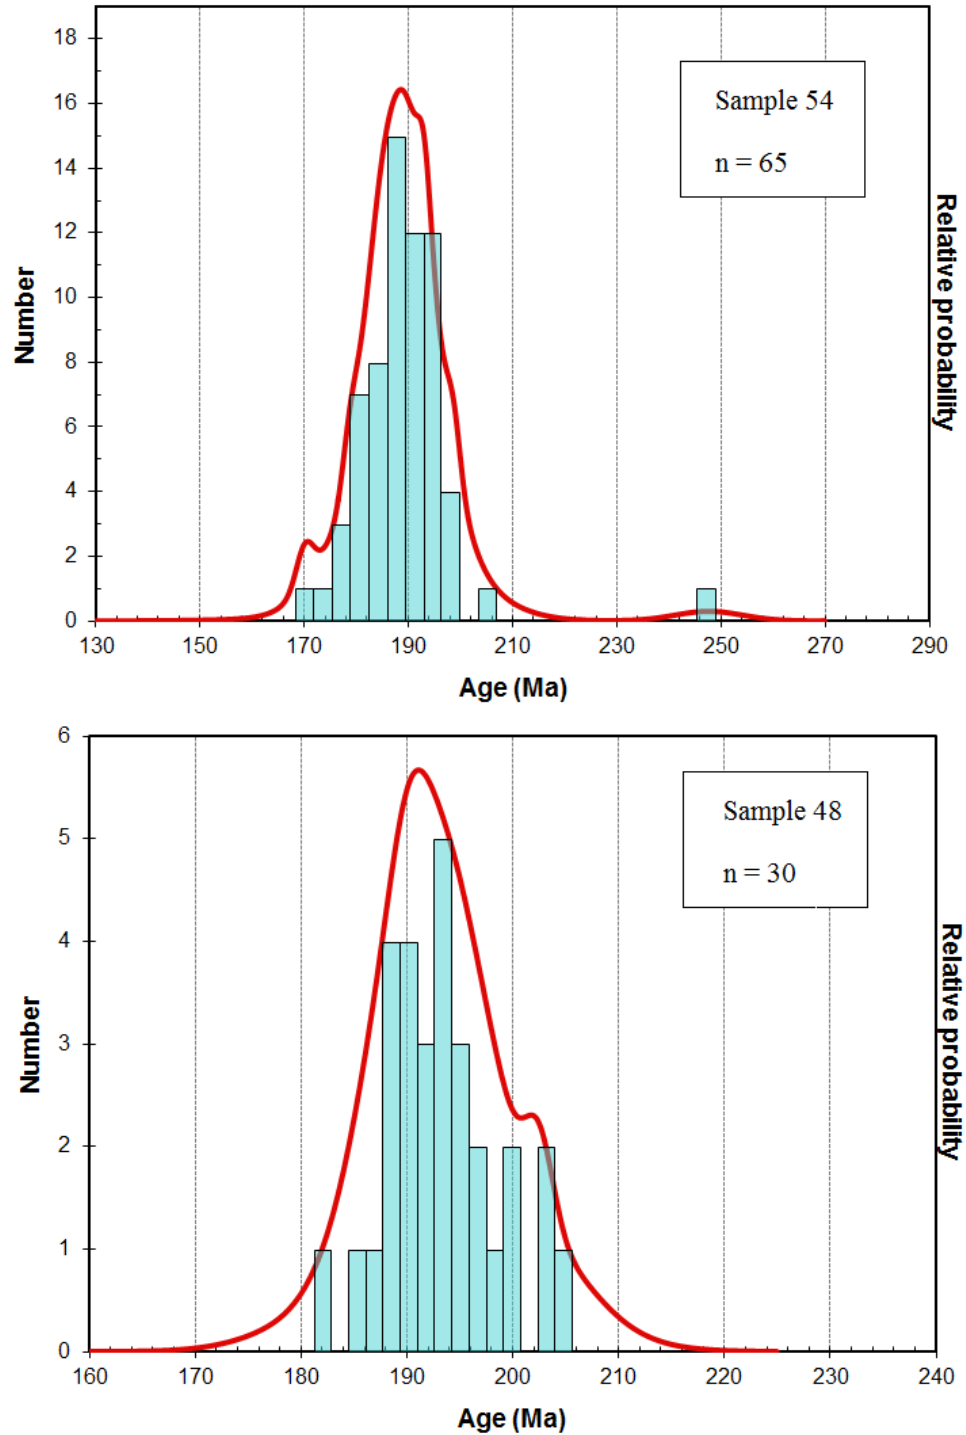 18
16
14
12
10
8
6
4
2
0
Number
Sample 54
n = 65
Relative probability
130 150 170 190 210 230 250 270 290
Age (Ma)
6
5
4
3
2
1
0
Number
Sample 48
n = 30
Relative probability
160 170 180 190 200 210 220 230 240
Age (Ma)